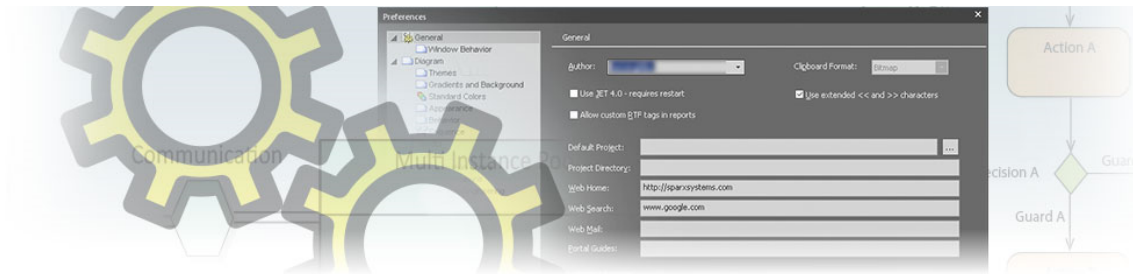 Preferences
General
Window Behavior
Diagram
Themes
Gradients and Background
Standard Colors
Appearance
Behavior
General
Author:
Clipboard Format: Bitmap
Use JET 4.0 - requires restart
Use extended << and >> characters
Allow custom RTF tags in reports
Default Project:
...
Project Directory:
Web Home: http://sparxsystems.com
Web Search: www.google.com
Web Mail:
Portal Guides:
Communication
Multi Instance
Action A
Guard A